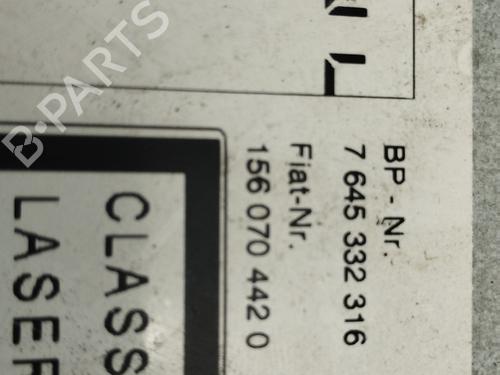 BP - Nr.
7 645 332 316
Fiat-Nr.
156 070 442 0
CLASS
LASER
B-PARTS